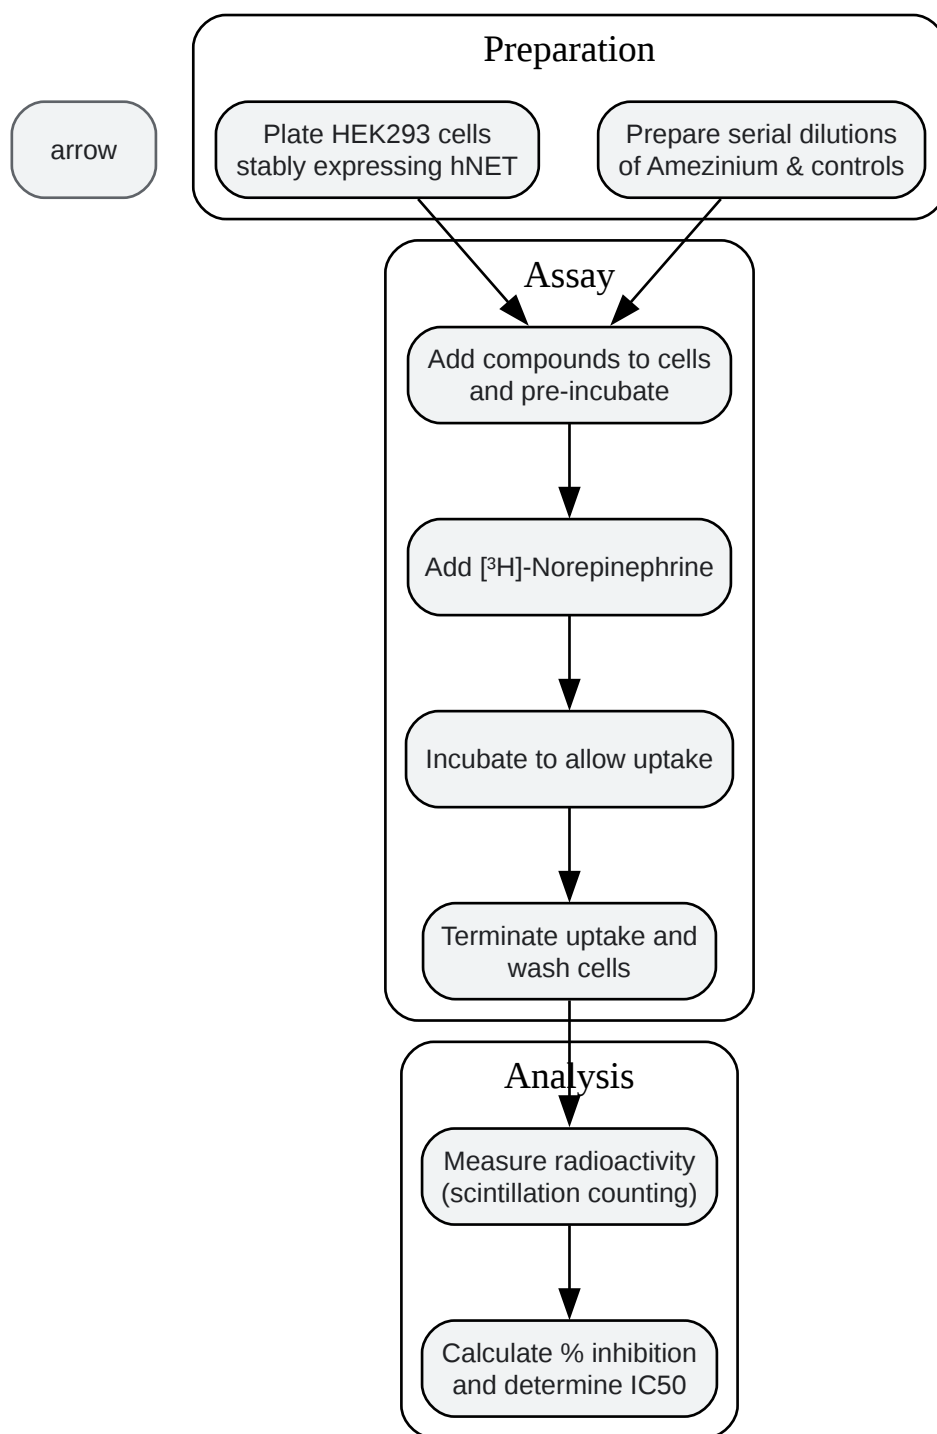 Preparation
arrow
Plate HEK293 cells
stably expressing hNET
Prepare serial dilutions
of Amezinium & controls
Assay
Add compounds to cells
and pre-incubate
Add [³H]-Norepinephrine
Incubate to allow uptake
Terminate uptake and
wash cells
Analysis
Measure radioactivity
(scintillation counting)
Calculate % inhibition
and determine IC50